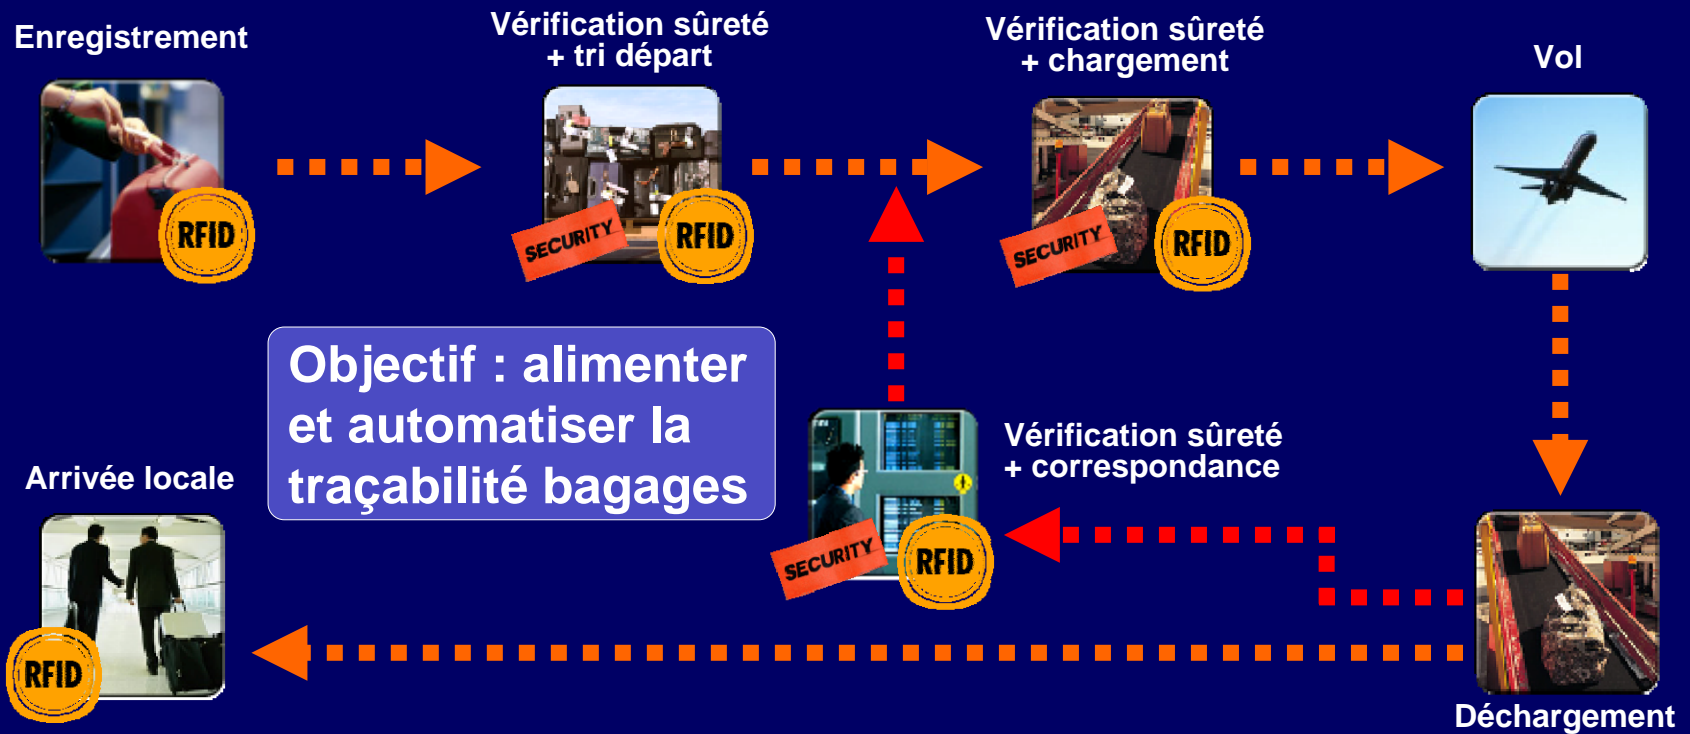 Enregistrement
Vérification sûreté
+ tri départ
Vérification sûreté
+ chargement
Vol
RFID
SECURITY
RFID
SECURITY
RFID
Objectif : alimenter
et automatiser la
traçabilité bagages
Vérification sûreté
+ correspondance
SECURITY
RFID
Arrivée locale
RFID
Déchargement